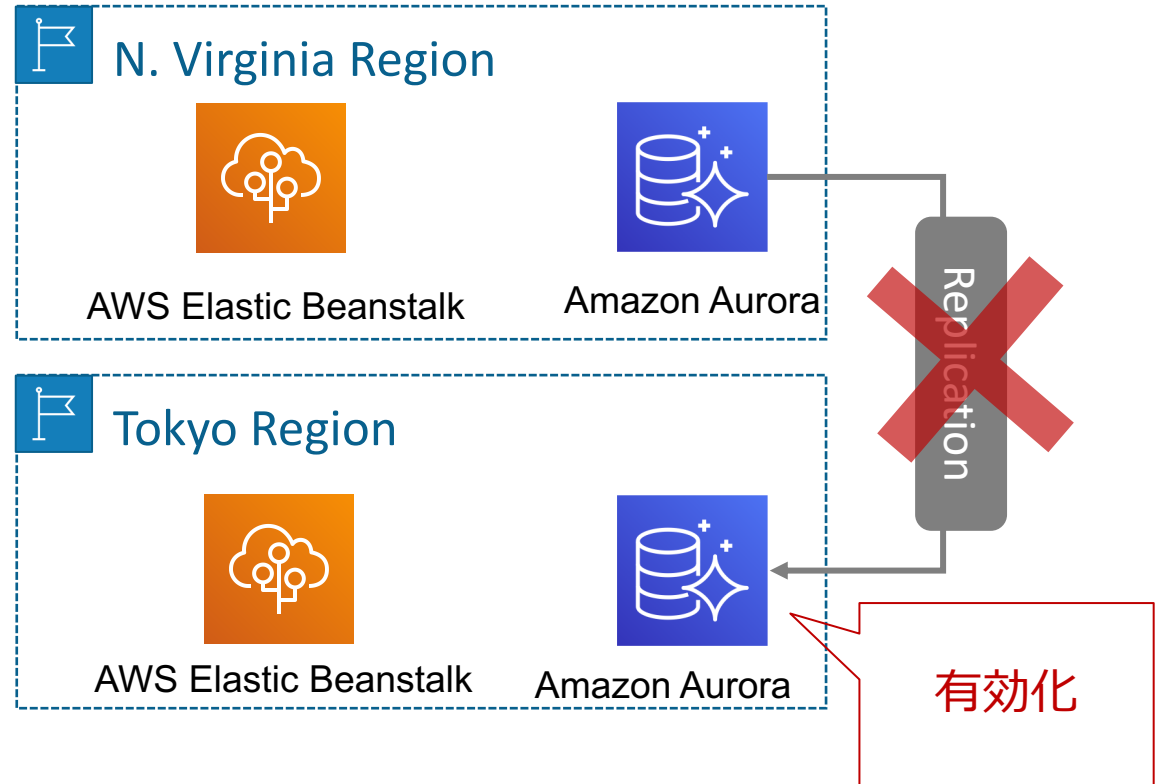 N. Virginia Region
AWS Elastic Beanstalk
Amazon Aurora
Replication
Tokyo Region
AWS Elastic Beanstalk
Amazon Aurora
有効化